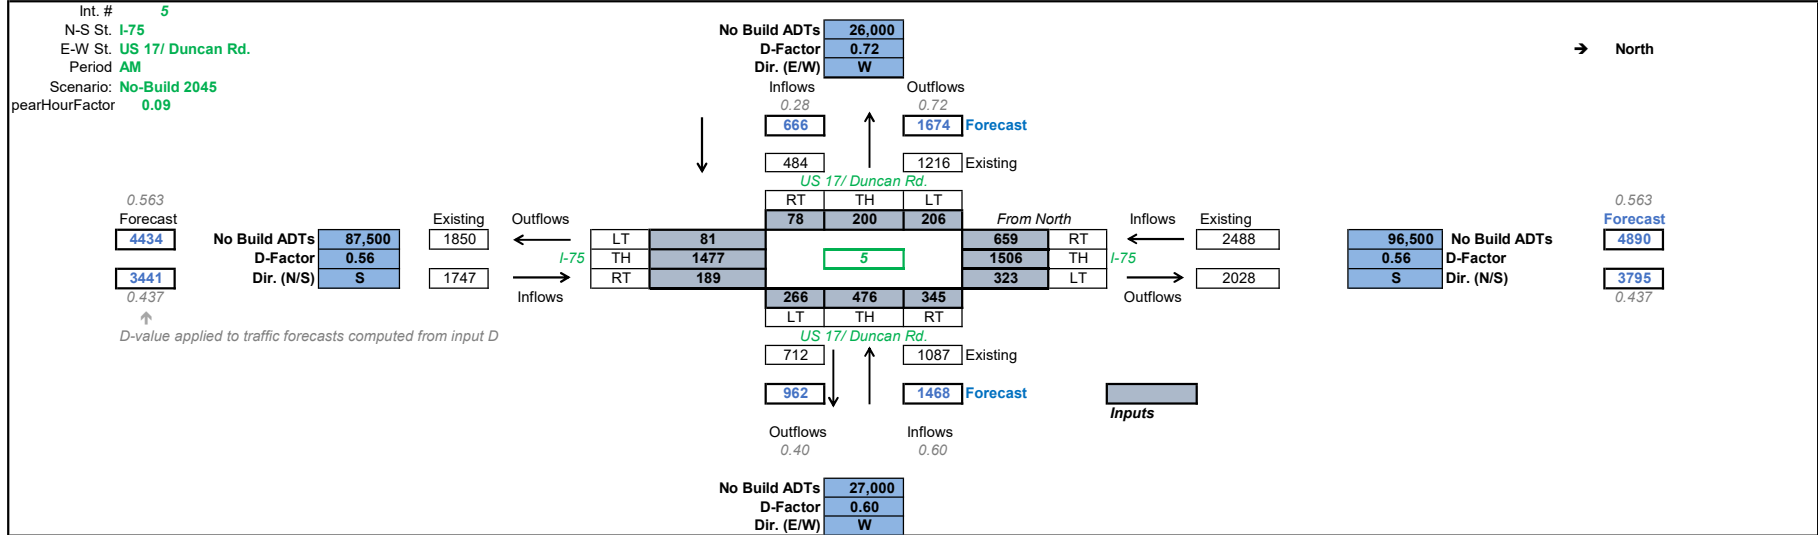 Int. # 5
N-S St. I-75
E-W St. US 17/ Duncan Rd.
Period AM
Scenario: No-Build 2045
pearHourFactor 0.09
No Build ADTs 26,000
D-Factor 0.72
Dir. (E/W) W
➔ North
Inflows Outflows
0.28 0.72
666 1674 Forecast
484 1216 Existing
US 17/ Duncan Rd.
RT TH LT
78 200 206
0.563
Forecast
4434
3441
0.437
No Build ADTs 87,500
D-Factor 0.56
Dir. (N/S) S
Existing
1850
1747
Outflows
Inflows
I-75
LT 81
TH 1477
RT 189
5
From North
659 RT
1506 TH
323 LT
I-75
Inflows
Outflows
Existing
2488
2028
96,500 No Build ADTs
0.56 D-Factor
S Dir. (N/S)
0.563
Forecast
4890
3795
0.437
D-value applied to traffic forecasts computed from input D
266 476 345
LT TH RT
US 17/ Duncan Rd.
712 1087 Existing
962 1468 Forecast
Inputs
Outflows Inflows
0.40 0.60
No Build ADTs 27,000
D-Factor 0.60
Dir. (E/W) W